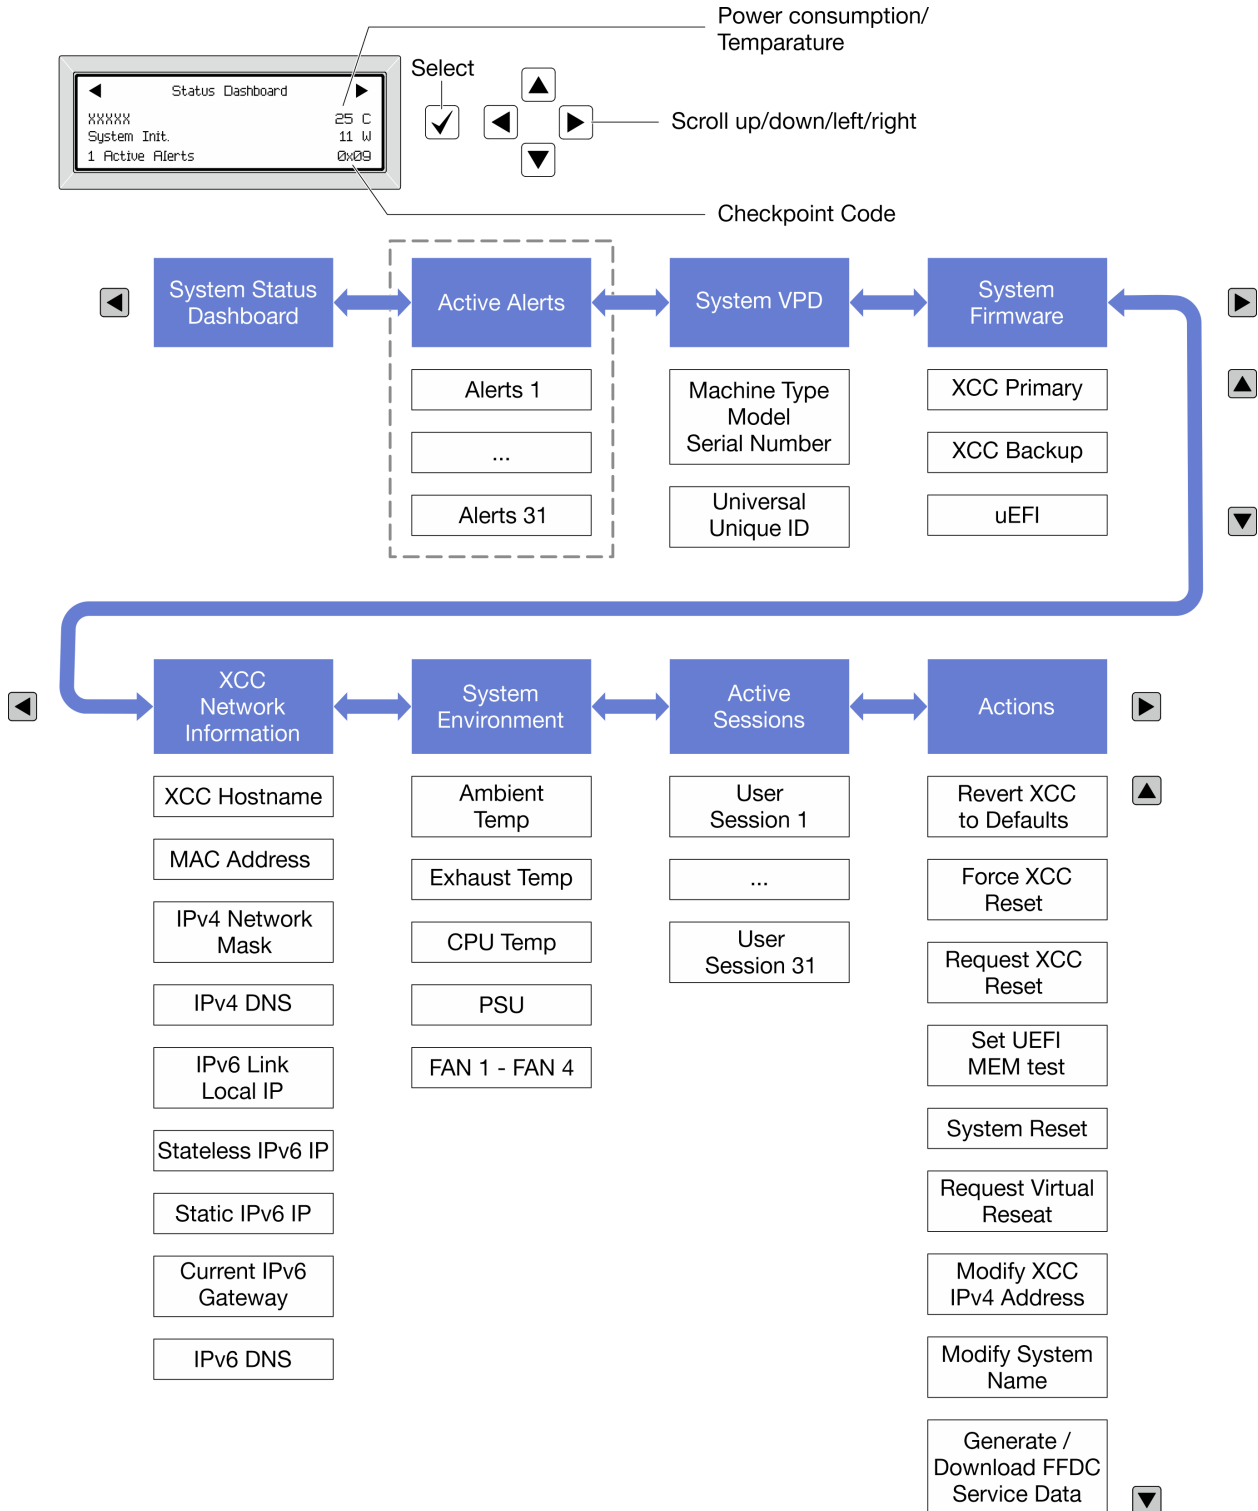 Power consumption/
Temparature
Select
Status Dashboard
XXXXX 25 C
System Init. 11 W
1 Active Alerts 0x09
Scroll up/down/left/right
Checkpoint Code
System Status
Dashboard
Active Alerts
System VPD
System
Firmware
Alerts 1
...
Alerts 31
Machine Type
Model
Serial Number
Universal
Unique ID
XCC Primary
XCC Backup
uEFI
XCC
Network
Information
System
Environment
Active
Sessions
Actions
XCC Hostname
MAC Address
IPv4 Network
Mask
IPv4 DNS
IPv6 Link
Local IP
Stateless IPv6 IP
Static IPv6 IP
Current IPv6
Gateway
IPv6 DNS
Ambient
Temp
Exhaust Temp
CPU Temp
PSU
FAN 1 - FAN 4
User
Session 1
...
User
Session 31
Revert XCC
to Defaults
Force XCC
Reset
Request XCC
Reset
Set UEFI
MEM test
System Reset
Request Virtual
Reseat
Modify XCC
IPv4 Address
Modify System
Name
Generate /
Download FFDC
Service Data